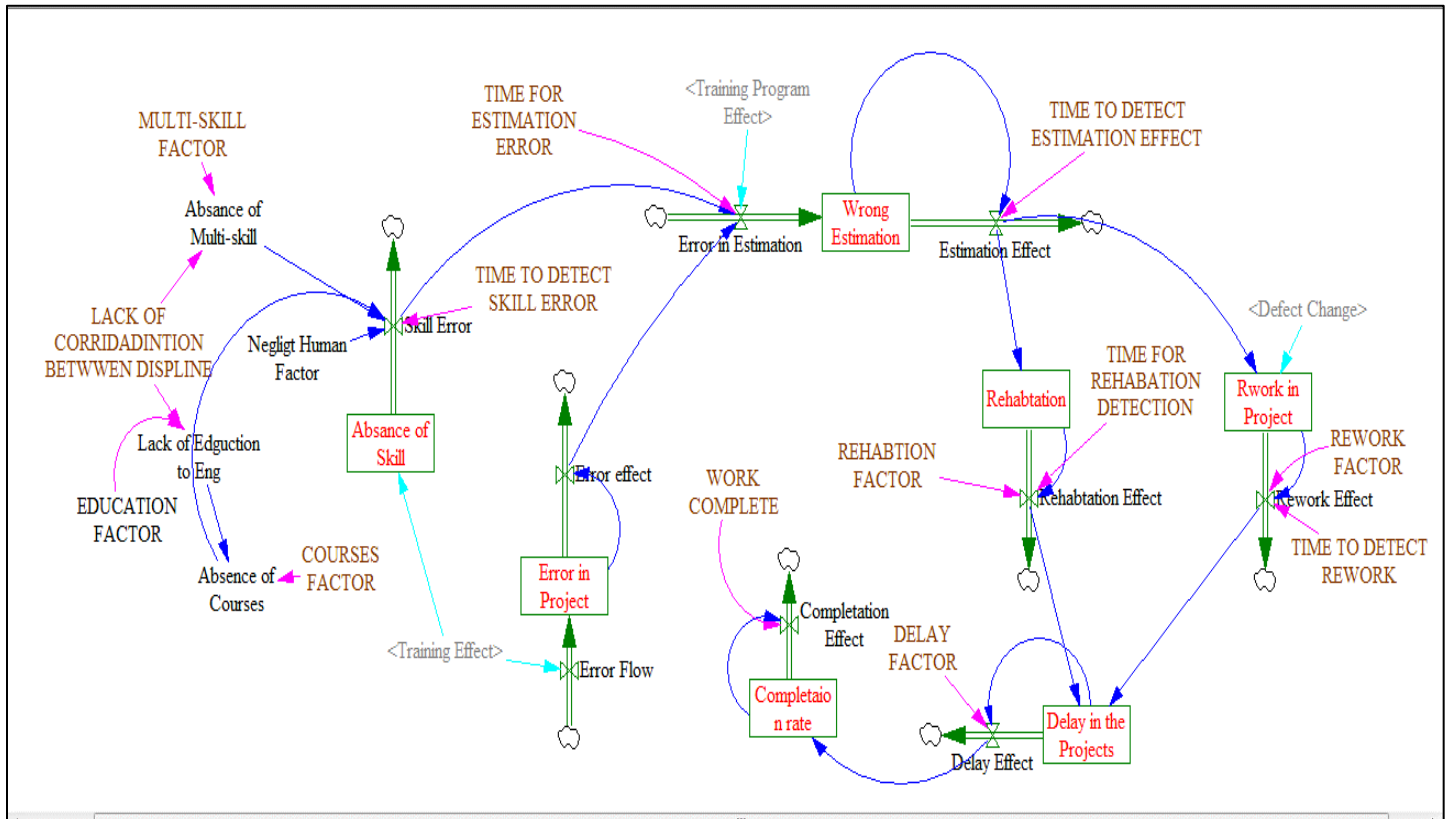 MULTI-SKILL
FACTOR
Absance of
Multi-skill
LACK OF
CORRIDADINTION
BETWWEN DISPLINE
Negligt Human
Factor
Skill Error
TIME TO DETECT
SKILL ERROR
Absance of
Skill
Lack of Edguction
to Eng
EDUCATION
FACTOR
Absence of
Courses
COURSES
FACTOR
<Training Effect>
TIME FOR
ESTIMATION
ERROR
<Training Program
Effect>
Error in Estimation
Wrong
Estimation
TIME TO DETECT
ESTIMATION EFFECT
Estimation Effect
Error effect
Error in
Project
Error Flow
<Defect Change>
Rehabtation
TIME FOR
REHABATION
DETECTION
REHABTION
FACTOR
Rehabtation Effect
Rwork in
Project
REWORK
FACTOR
Rework Effect
TIME TO DETECT
REWORK
WORK
COMPLETE
Completation
Effect
Completaio
n rate
DELAY
FACTOR
Delay Effect
Delay in the
Projects